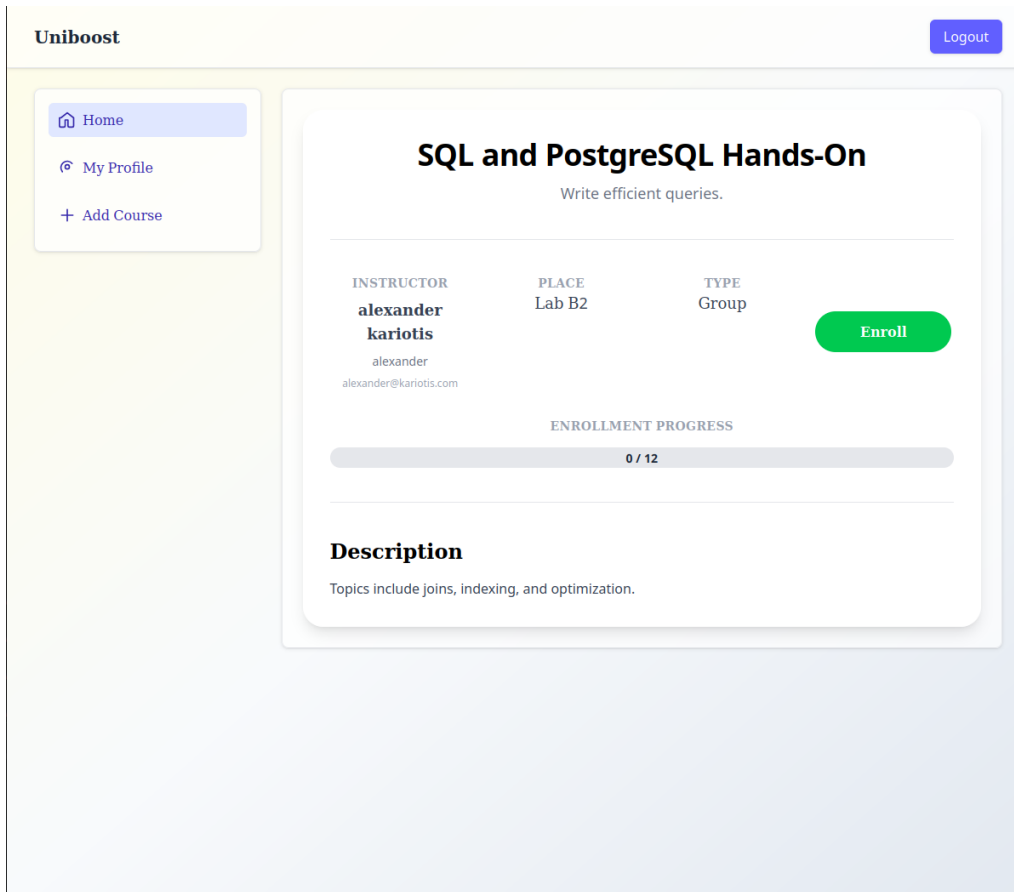 Uniboost
Logout
Home
My Profile
Add Course
SQL and PostgreSQL Hands-On
Write efficient queries.
INSTRUCTOR
alexander
kariotis
alexander
alexander@kariotis.com
PLACE
Lab B2
TYPE
Group
Enroll
ENROLLMENT PROGRESS
0 / 12
Description
Topics include joins, indexing, and optimization.